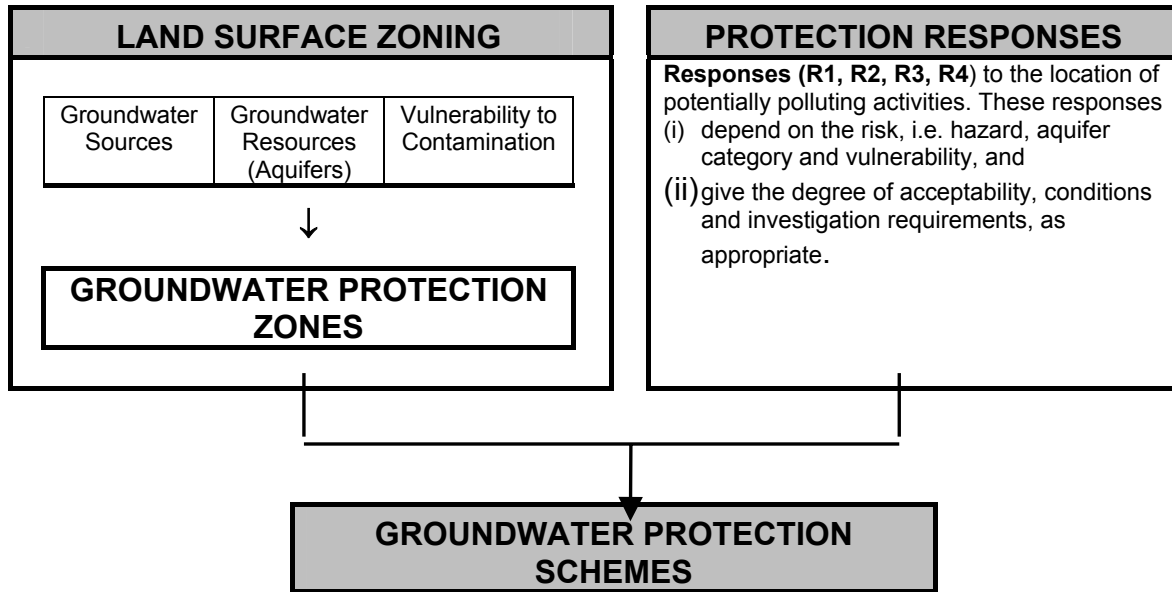 LAND SURFACE ZONING
Groundwater
Sources
Groundwater
Resources
(Aquifers)
Vulnerability to
Contamination
↓
GROUNDWATER PROTECTION
ZONES
PROTECTION RESPONSES
Responses (R1, R2, R3, R4) to the location of
potentially polluting activities. These responses
(i) depend on the risk, i.e. hazard, aquifer
category and vulnerability, and
(ii) give the degree of acceptability, conditions
and investigation requirements, as
appropriate.
GROUNDWATER PROTECTION
SCHEMES